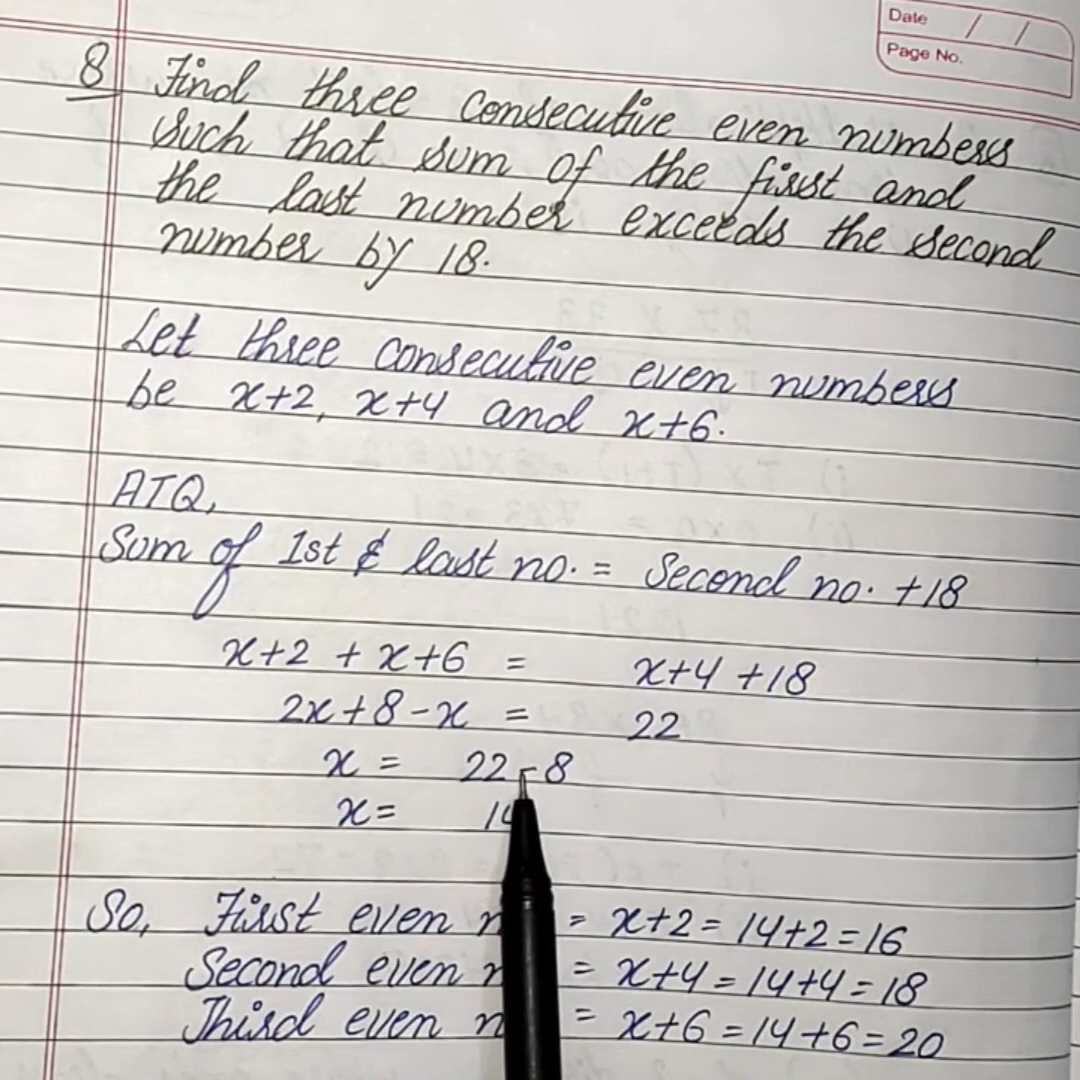 Date / /
Page No.
8 Find three consecutive even numbers
such that sum of the first and
the last number exceeds the second
number by 18.
Let three consecutive even numbers
be x+2, x+4 and x+6.
ATQ,
Sum of 1st & last no. = Second no. +18
x+2 + x+6 = x+4 +18
2x+8-x = 22
x = 22-8
x =
So, First even = x+2 = 14+2 = 16
Second even = x+4 = 14+4 = 18
Third even = x+6 = 14+6 = 20